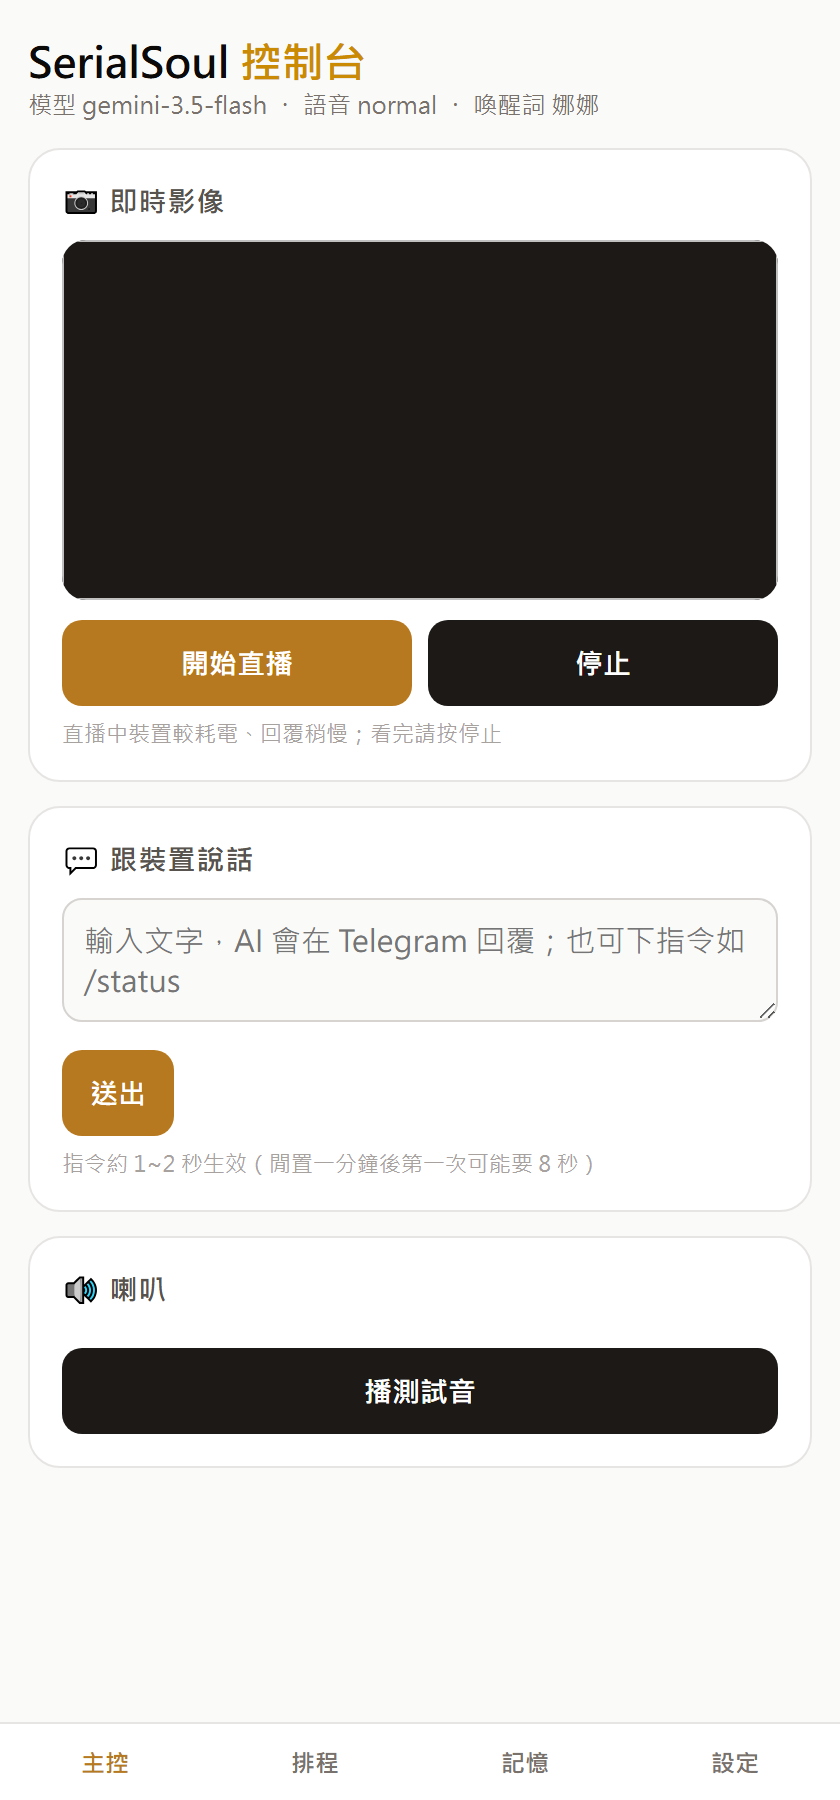 SerialSoul 控制台
模型 gemini-3.5-flash · 語音 normal · 喚醒詞 娜娜
即時影像
開始直播
停止
直播中裝置較耗電、回覆稍慢；看完請按停止
跟裝置說話
輸入文字，AI 會在 Telegram 回覆；也可下指令如
/status
送出
指令約 1~2 秒生效（閒置一分鐘後第一次可能要 8 秒）
喇叭
播測試音
主控
排程
記憶
設定